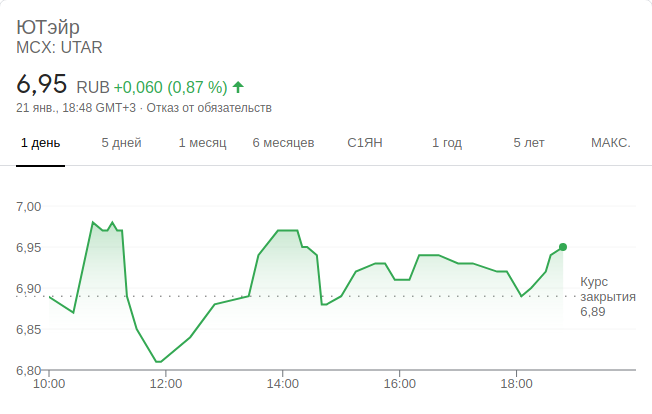 ЮТэйр
MCX: UTAR
6,95 RUB +0,060 (0,87 %)
21 янв., 18:48 GMT+3 · Отказ от обязательств
1 день 5 дней 1 месяц 6 месяцев С1ЯН 1 год 5 лет МАКС.
7,00
6,95
6,90
6,85
6,80
Курс
закрытия
6,89
10:00 12:00 14:00 16:00 18:00